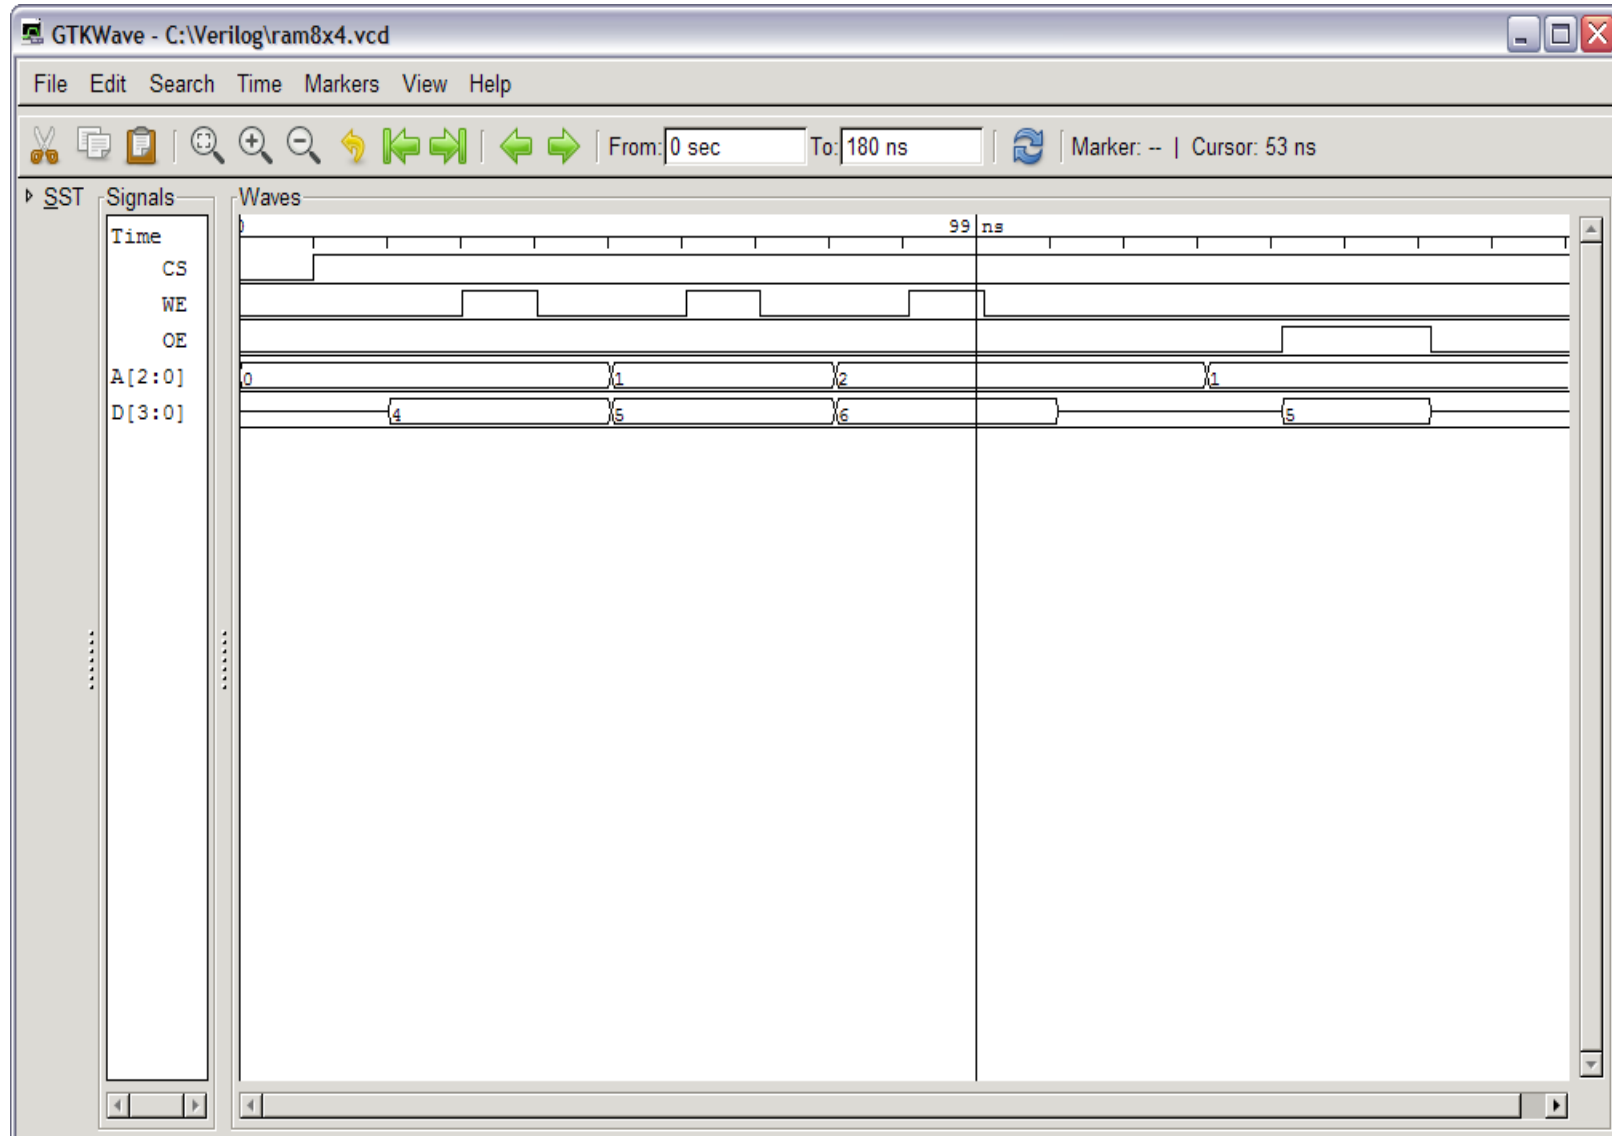 GTKWave - C:\Verilog\ram8x4.vcd
File Edit Search Time Markers View Help
From: 0 sec To: 180 ns Marker: -- | Cursor: 53 ns
SST Signals Waves
Time 0 99 ns
CS
WE
OE
A[2:0] 0 1 2 1
D[3:0] 4 5 6 5